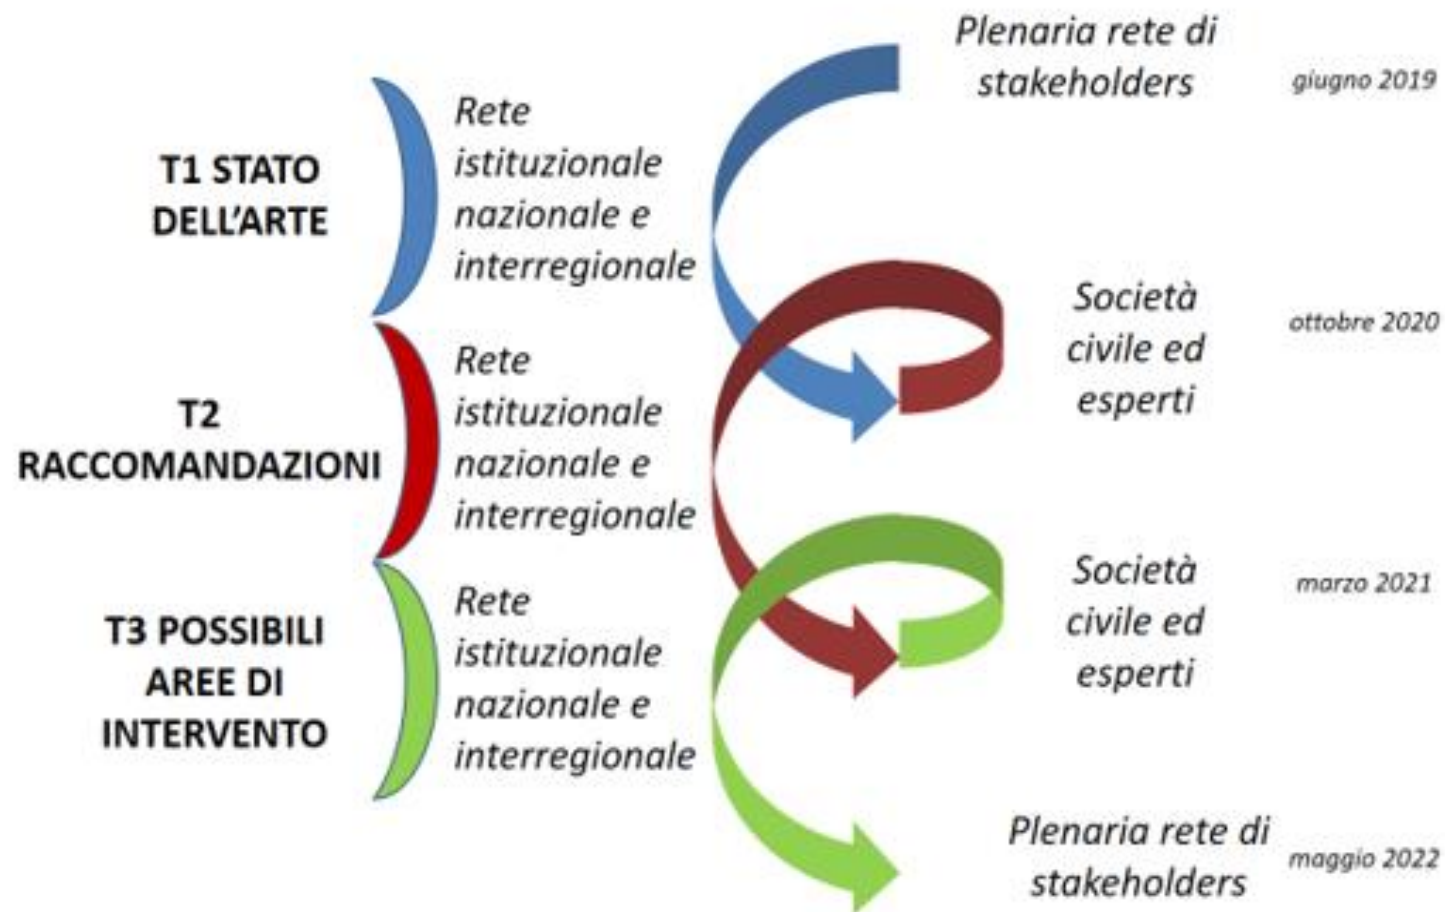 Plenaria rete di
stakeholders
giugno 2019
T1 STATO
DELL'ARTE
Rete
istituzionale
nazionale e
interregionale
Società
civile ed
esperti
ottobre 2020
T2
RACCOMANDAZIONI
Rete
istituzionale
nazionale e
interregionale
Società
civile ed
esperti
marzo 2021
T3 POSSIBILI
AREE DI
INTERVENTO
Rete
istituzionale
nazionale e
interregionale
Plenaria rete di
stakeholders
maggio 2022